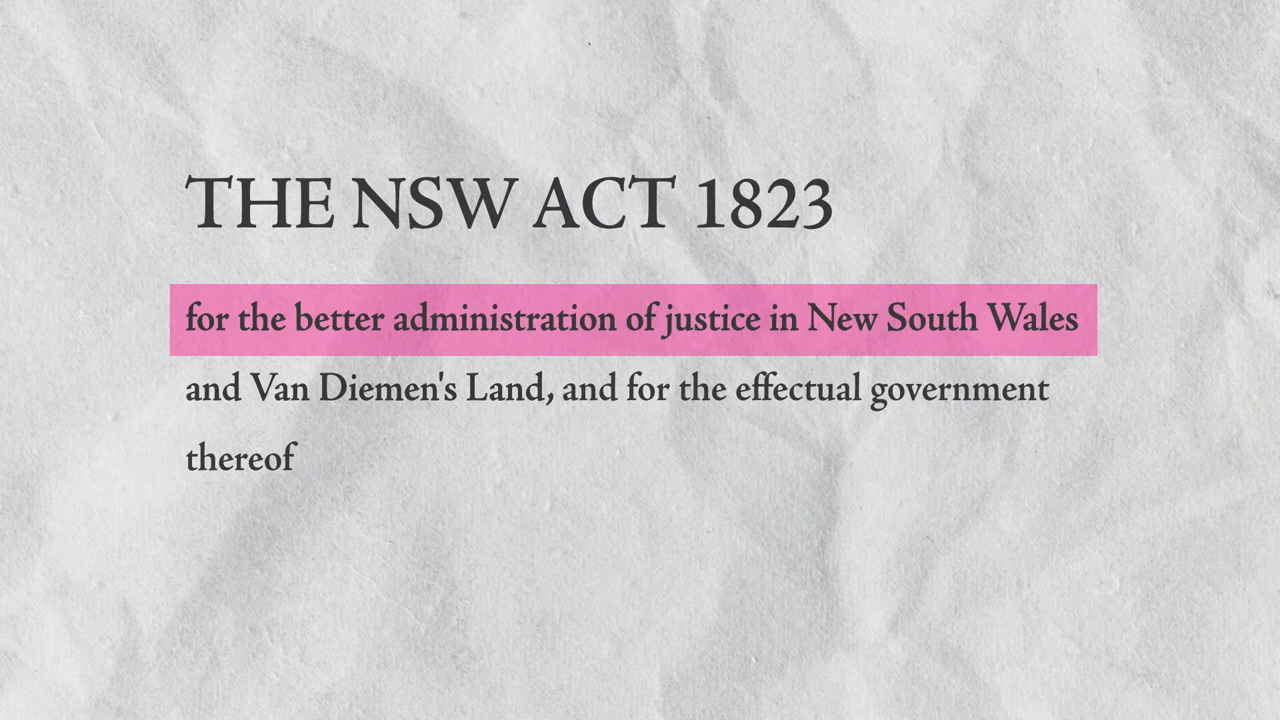 THE NSW ACT 1823
for the better administration of justice in New South Wales
and Van Diemen's Land, and for the effectual government
thereof